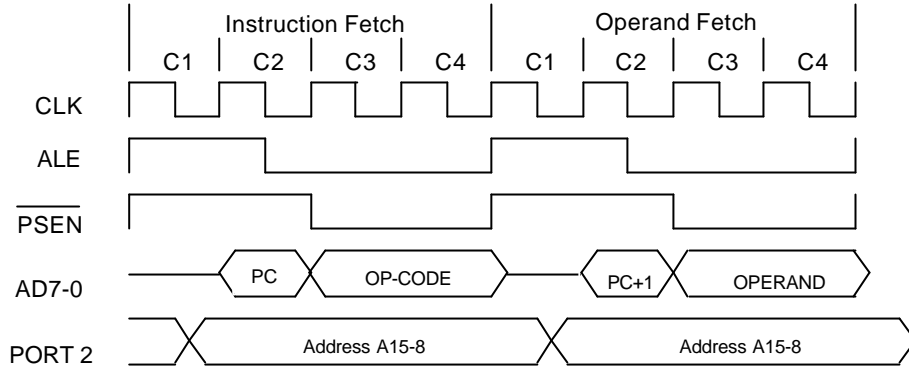 Instruction Fetch Operand Fetch
C1 C2 C3 C4 C1 C2 C3 C4
CLK
ALE
PSEN
AD7-0 PC OP-CODE PC+1 OPERAND
PORT 2 Address A15-8 Address A15-8